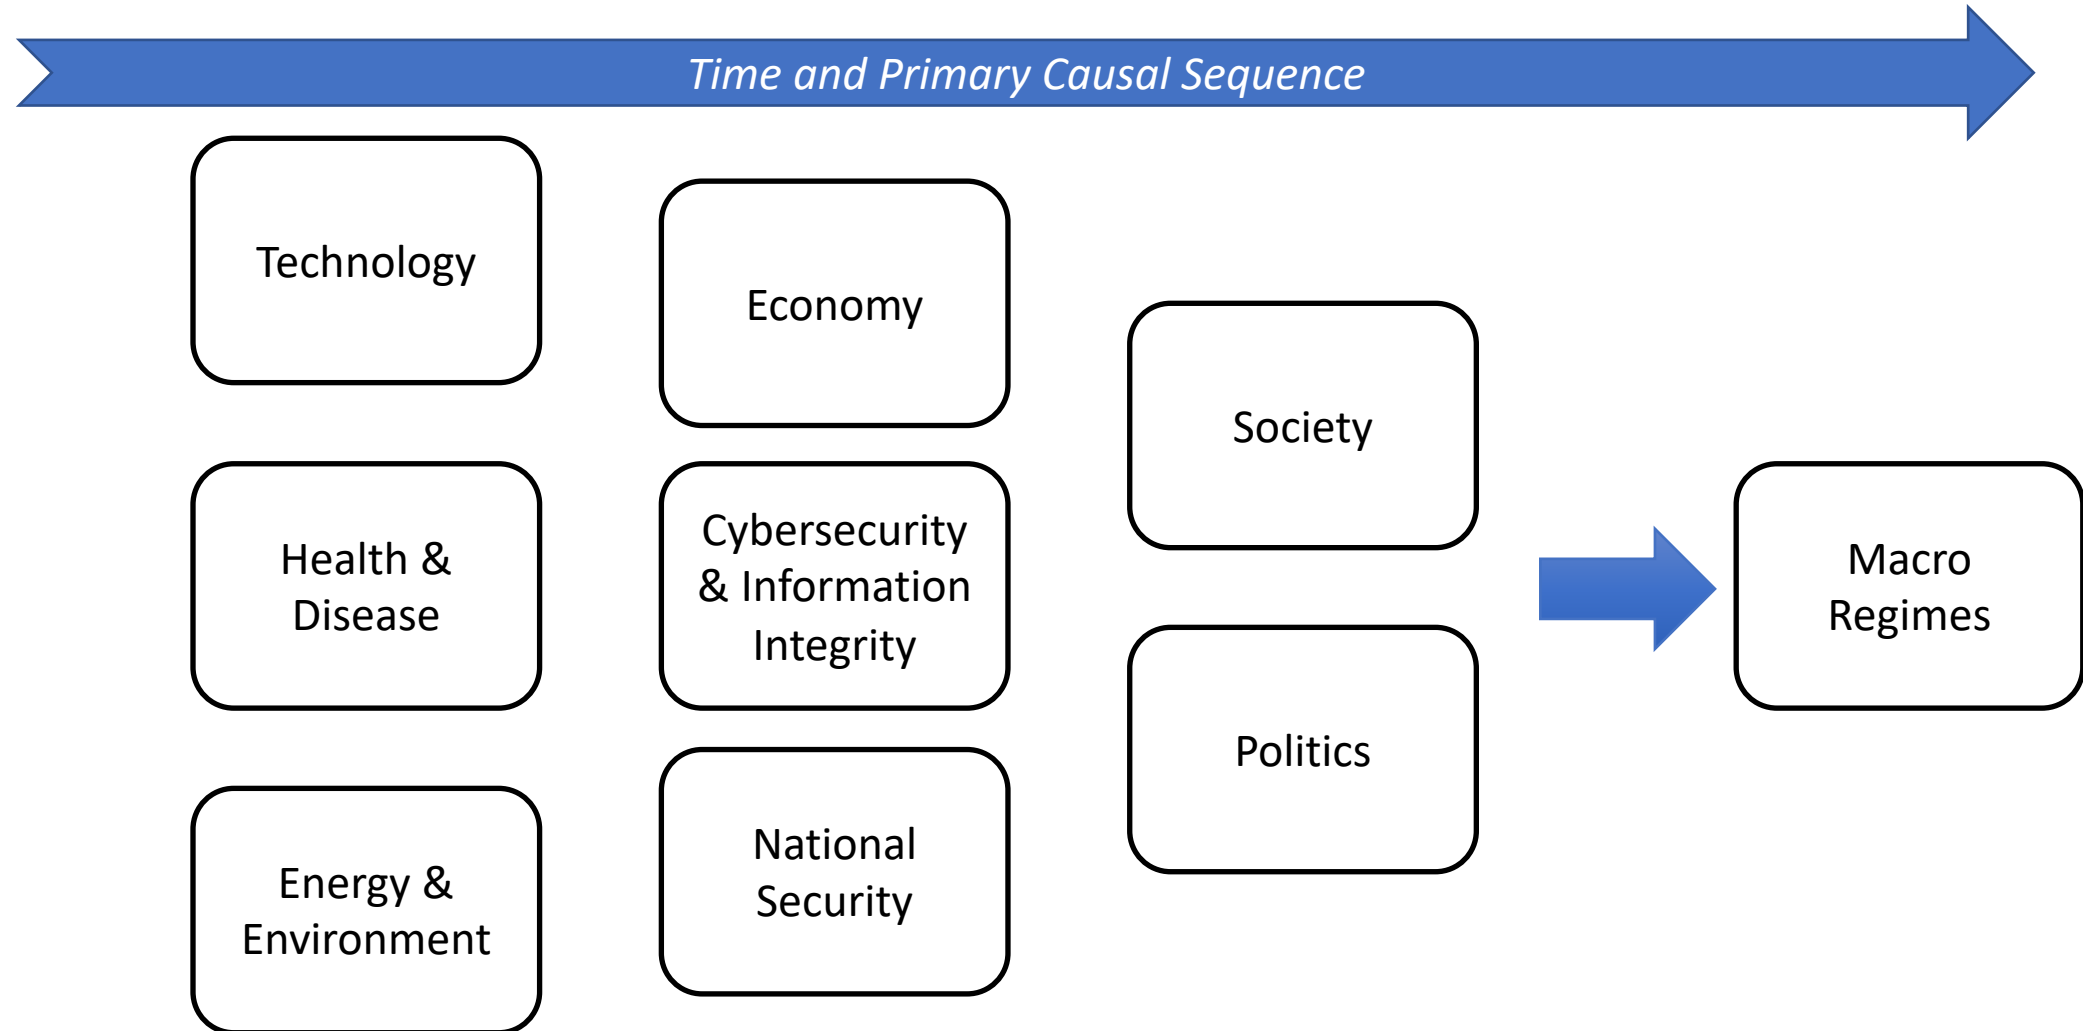 Time and Primary Causal Sequence
Technology
Health &
Disease
Energy &
Environment
Economy
Cybersecurity
& Information
Integrity
National
Security
Society
Politics
Macro
Regimes